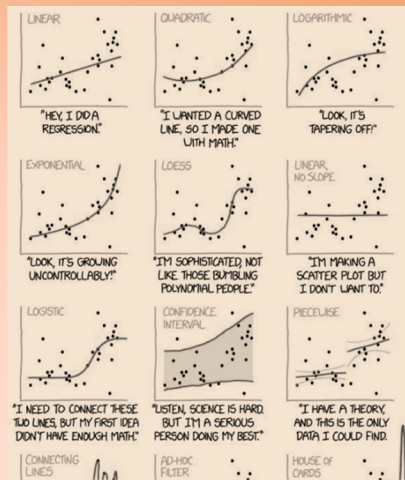 LINEAR
QUADRATIC
LOGARITHMIC
"HEY, I DID A
REGRESSION."
"I WANTED A CURVED
LINE, SO I MADE ONE
WITH MATH."
"LOOK, IT'S
TAPERING OFF!"
EXPONENTIAL
LOESS
LINEAR,
NO SLOPE
"LOOK, IT'S GROWING
UNCONTROLLABLY!"
"I'M SOPHISTICATED, NOT
LIKE THOSE BUMBLING
POLYNOMIAL PEOPLE."
"I'M MAKING A
SCATTER PLOT BUT
I DON'T WANT TO."
LOGISTIC
CONFIDENCE
INTERVAL
PIECEWISE
"I NEED TO CONNECT THESE
TWO LINES, BUT MY FIRST IDEA
DIDN'T HAVE ENOUGH MATH."
"LISTEN, SCIENCE IS HARD.
BUT I'M A SERIOUS
PERSON DOING MY BEST."
"I HAVE A THEORY,
AND THIS IS THE ONLY
DATA I COULD FIND.
CONNECTING
LINES
AD-HOC
FILTER
HOUSE OF
CARDS